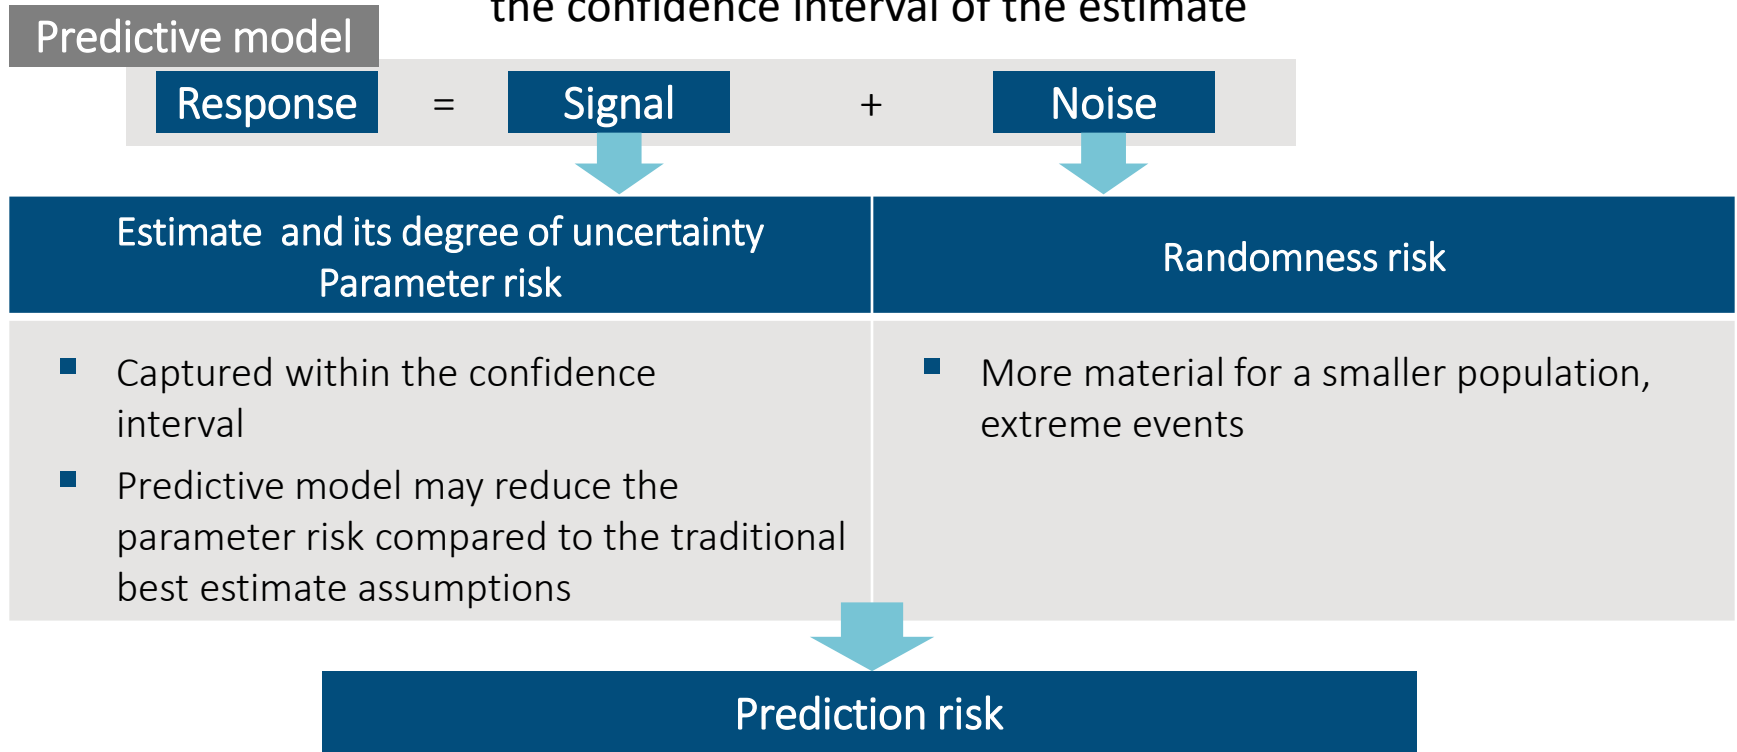 the confidence interval of the estimate
Predictive model
Response = Signal + Noise
Estimate and its degree of uncertainty
Parameter risk
Randomness risk
▪ Captured within the confidence
interval
▪ Predictive model may reduce the
parameter risk compared to the traditional
best estimate assumptions
▪ More material for a smaller population,
extreme events
Prediction risk